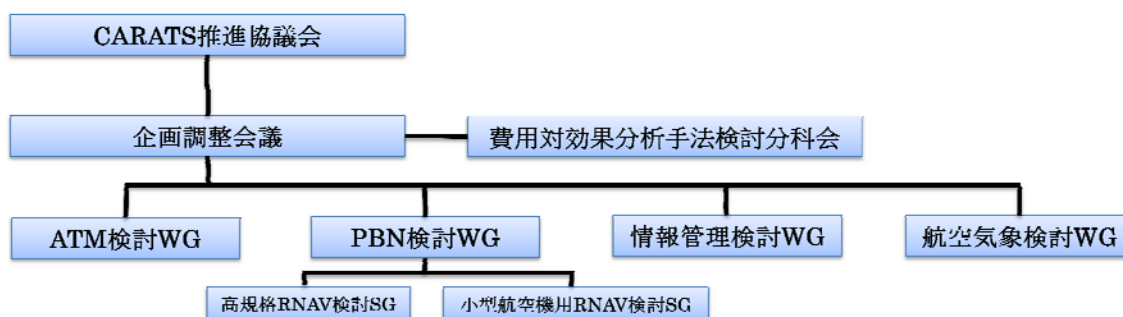 CARATS推進協議会
企画調整会議
費用対効果分析手法検討分科会
ATM検討WG
PBN検討WG
情報管理検討WG
航空気象検討WG
高規格RNAV検討SG
小型航空機用RNAV検討SG